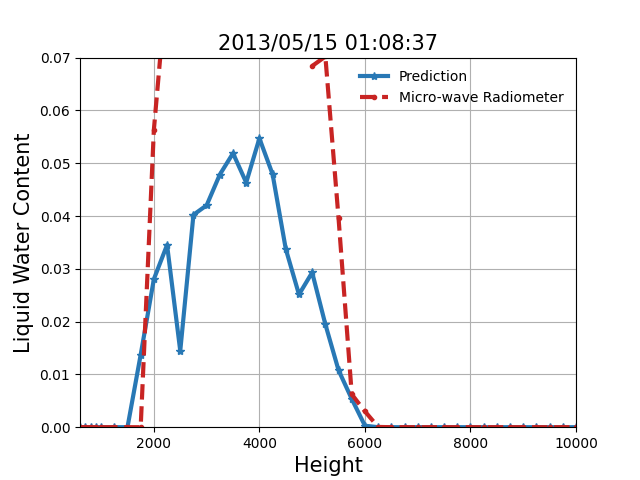 2013/05/15 01:08:37
Prediction
Micro-wave Radiometer
Liquid Water Content
0.07
0.06
0.05
0.04
0.03
0.02
0.01
0.00
2000 4000 6000 8000 10000
Height